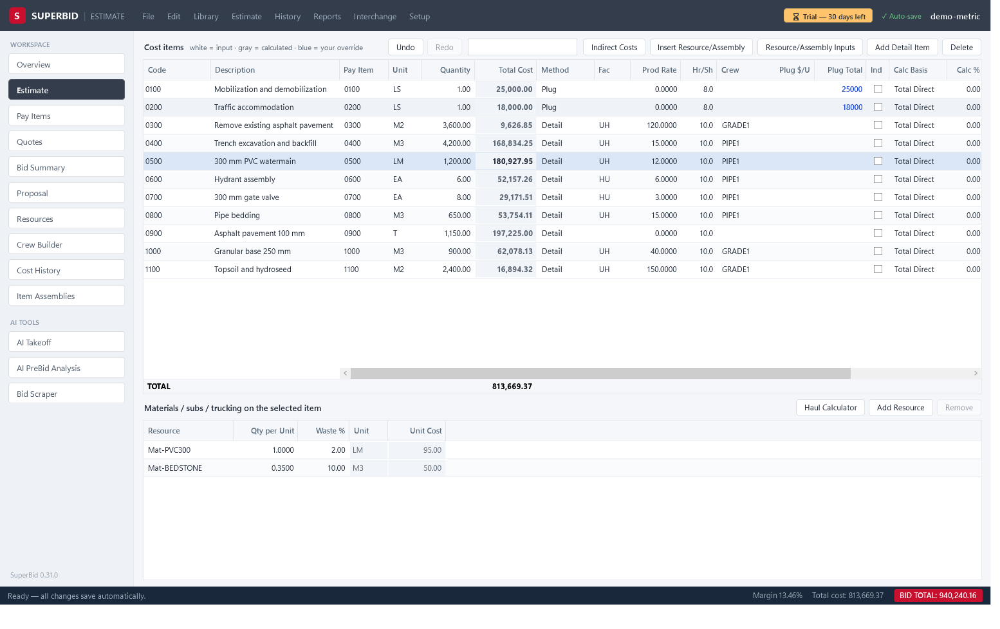 S SUPERBID ESTIMATE File Edit Library Estimate History Reports Interchange Setup Trial — 30 days left ✓ Auto-save demo-metric
WORKSPACE
Overview
Estimate
Pay Items
Quotes
Bid Summary
Proposal
Resources
Crew Builder
Cost History
Item Assemblies
AI TOOLS
AI Takeoff
AI PreBid Analysis
Bid Scraper
SuperBid 0.31.0
Cost items white = input · gray = calculated · blue = your override Undo Redo Indirect Costs Insert Resource/Assembly Resource/Assembly Inputs Add Detail Item Delete
Code Description Pay Item Unit Quantity Total Cost Method Fac Prod Rate Hr/Sh Crew Plug $/U Plug Total Ind Calc Basis Calc %
0100 Mobilization and demobilization 0100 LS 1.00 25,000.00 Plug 0.0000 8.0 25000 Total Direct 0.00
0200 Traffic accommodation 0200 LS 1.00 18,000.00 Plug 0.0000 8.0 18000 Total Direct 0.00
0300 Remove existing asphalt pavement 0300 M2 3,600.00 9,626.85 Detail UH 120.0000 10.0 GRADE1 Total Direct 0.00
0400 Trench excavation and backfill 0400 M3 4,200.00 168,834.25 Detail UH 15.0000 10.0 PIPE1 Total Direct 0.00
0500 300 mm PVC watermain 0500 LM 1,200.00 180,927.95 Detail UH 12.0000 10.0 PIPE1 Total Direct 0.00
0600 Hydrant assembly 0600 EA 6.00 52,157.26 Detail HU 6.0000 10.0 PIPE1 Total Direct 0.00
0700 300 mm gate valve 0700 EA 8.00 29,171.51 Detail HU 3.0000 10.0 PIPE1 Total Direct 0.00
0800 Pipe bedding 0800 M3 650.00 53,754.11 Detail UH 15.0000 10.0 PIPE1 Total Direct 0.00
0900 Asphalt pavement 100 mm 0900 T 1,150.00 197,225.00 Detail 0.0000 10.0 Total Direct 0.00
1000 Granular base 250 mm 1000 M3 900.00 62,078.13 Detail UH 40.0000 10.0 GRADE1 Total Direct 0.00
1100 Topsoil and hydroseed 1100 M2 2,400.00 16,894.32 Detail UH 150.0000 10.0 GRADE1 Total Direct 0.00
TOTAL 813,669.37
Materials / subs / trucking on the selected item Haul Calculator Add Resource Remove
Resource Qty per Unit Waste % Unit Unit Cost
Mat-PVC300 1.0000 2.00 LM 95.00
Mat-BEDSTONE 0.3500 10.00 M3 50.00
Ready — all changes save automatically. Margin 13.46% Total cost: 813,669.37 BID TOTAL: 940,240.16